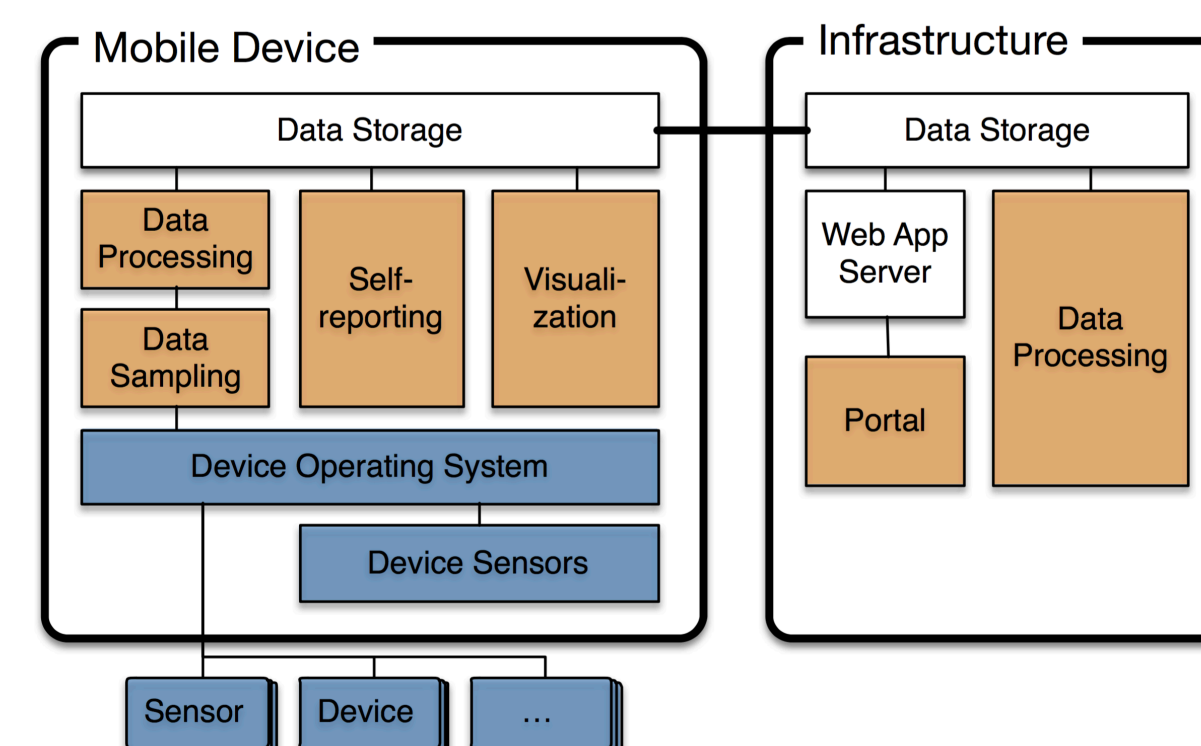 Mobile Device
Data Storage
Data
Processing
Data
Sampling
Self-
reporting
Visuali-
zation
Device Operating System
Device Sensors
Sensor
Device
...
Infrastructure
Data Storage
Web App
Server
Portal
Data
Processing